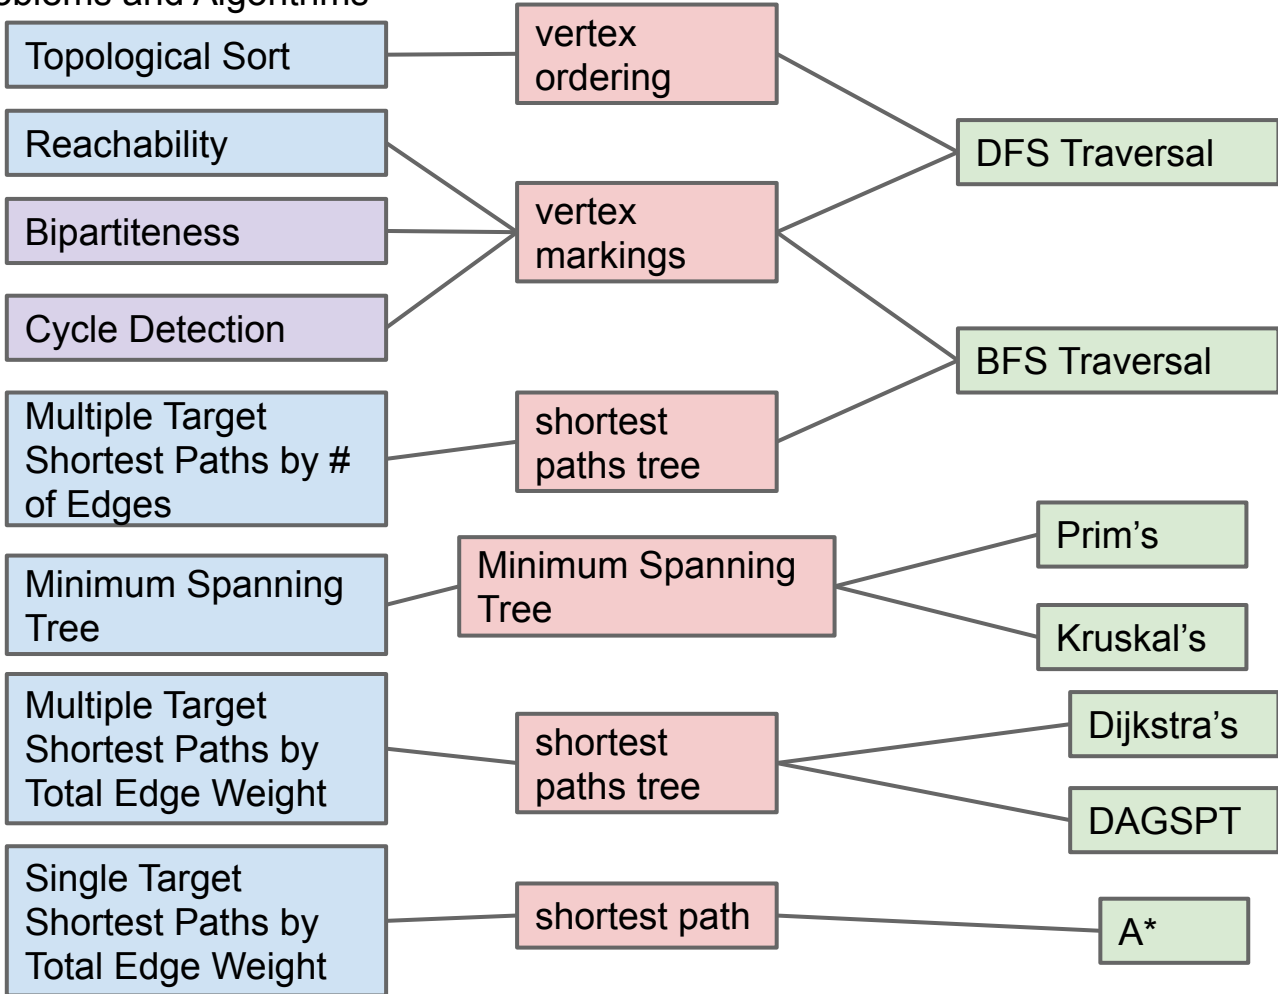 Topological Sort
vertex
ordering
Reachability
DFS Traversal
Bipartiteness
vertex
markings
Cycle Detection
BFS Traversal
Multiple Target
Shortest Paths by #
of Edges
shortest
paths tree
Prim’s
Minimum Spanning
Tree
Minimum Spanning
Tree
Kruskal’s
Multiple Target
Shortest Paths by
Total Edge Weight
shortest
paths tree
Dijkstra’s
DAGSPT
Single Target
Shortest Paths by
Total Edge Weight
shortest path
A*